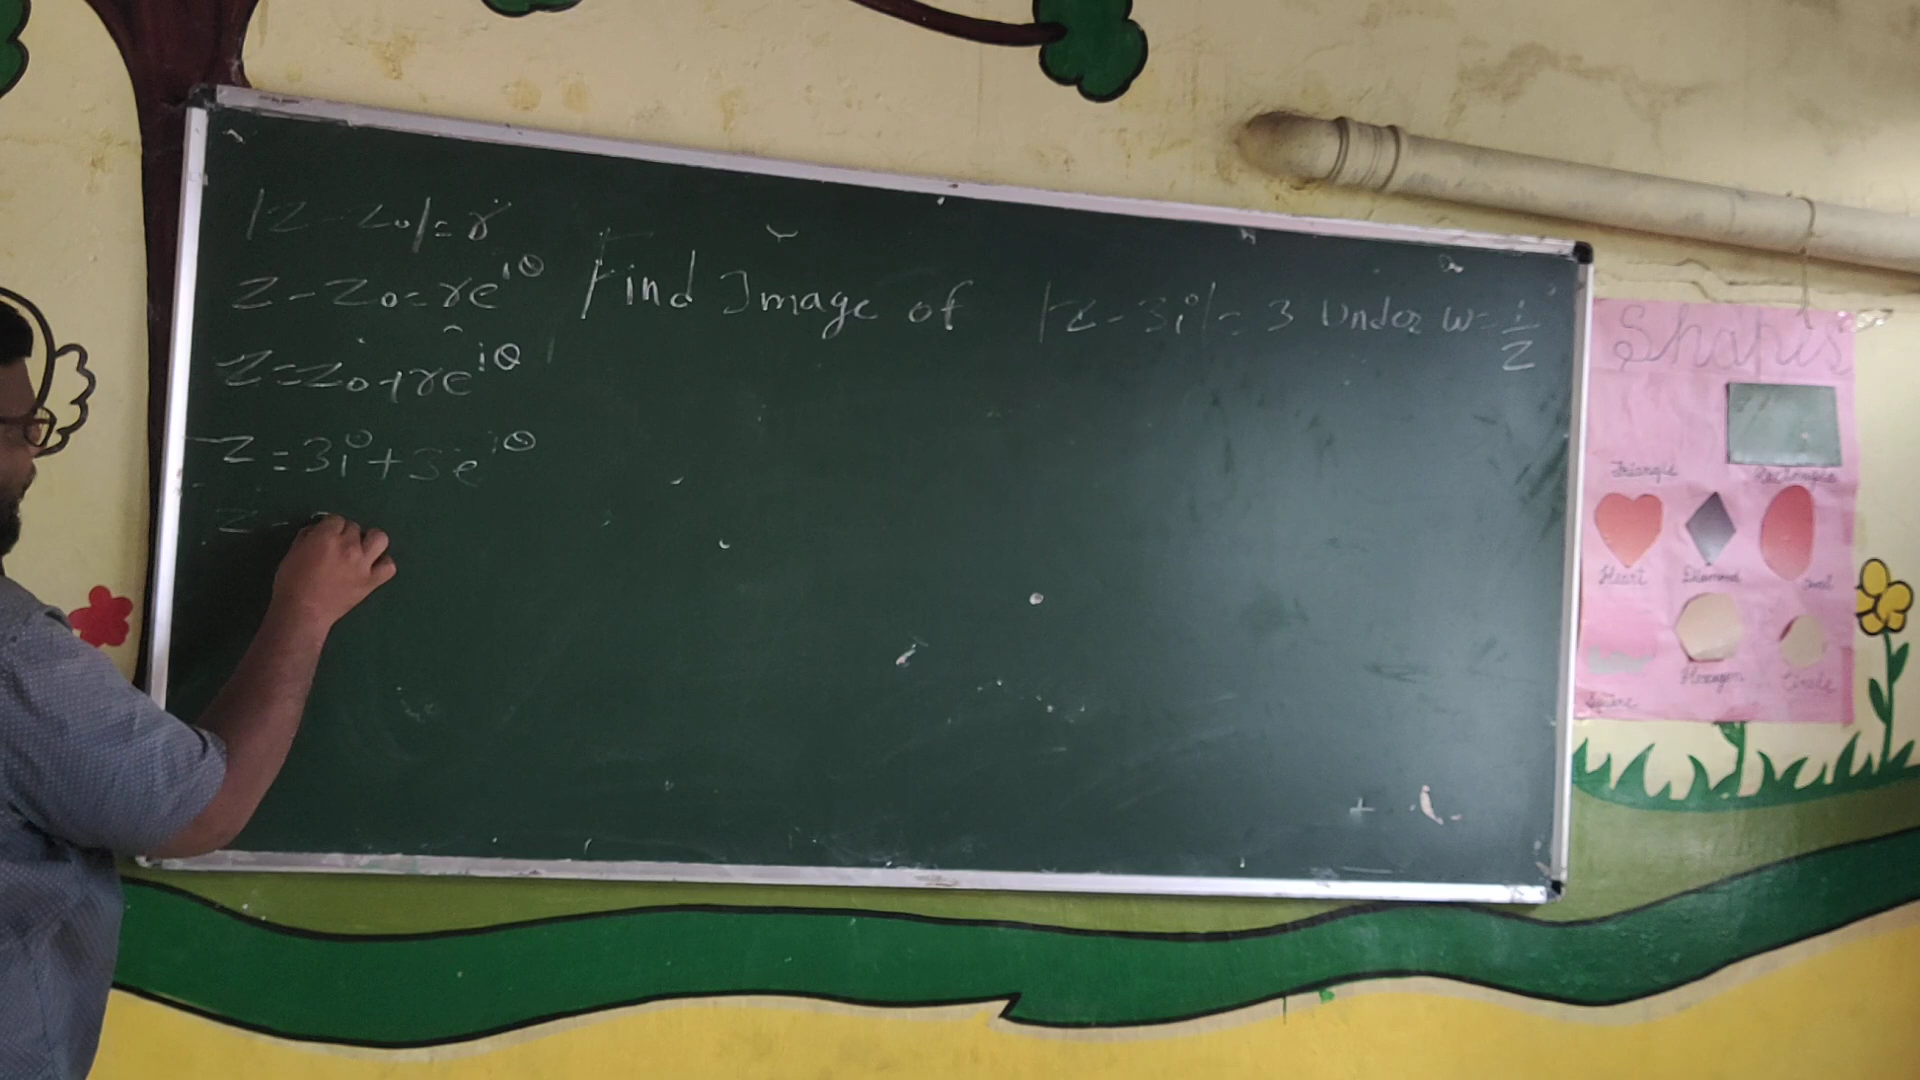 |z-z₀|=r
z-z₀=re^iθ
Find Image of |z-3i|=3 under w=1/z
z=z₀+re^iθ
z=3i+3e^iθ
z-
Shapes
Triangle
Rectangle
Heart
Diamond
Oval
Hexagon
Circle
Square